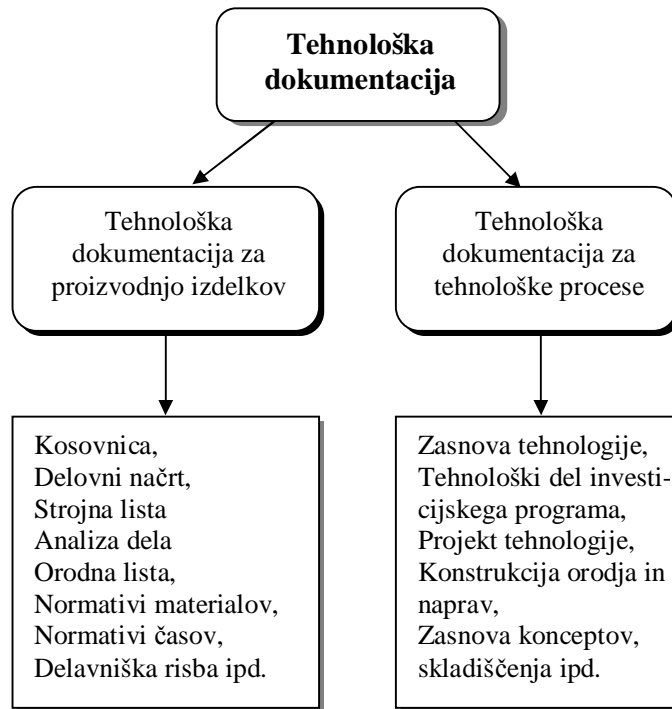 Tehnološka
dokumentacija
Tehnološka
dokumentacija za
proizvodnjo izdelkov
Tehnološka
dokumentacija za
tehnološke procese
Kosovnica,
Delovni načrt,
Strojna lista
Analiza dela
Orodna lista,
Normativi materialov,
Normativi časov,
Delavniška risba ipd.
Zasnova tehnologije,
Tehnološki del investi-
cijskega programa,
Projekt tehnologije,
Konstrukcija orodja in
naprav,
Zasnova konceptov,
skladiščenja ipd.